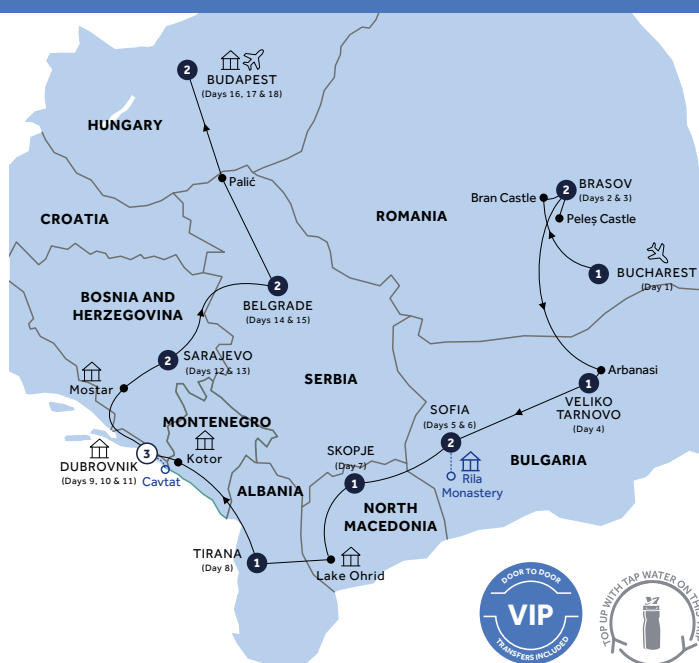 2
BUDAPEST
(Days 16, 17 & 18)
HUNGARY
Palić
CROATIA
ROMANIA
Bran Castle
2
BRASOV
(Days 2 & 3)
Peleş Castle
1
BUCHAREST
(Day 1)
BOSNIA AND
HERZEGOVINA
2
BELGRADE
(Days 14 & 15)
2
SARAJEVO
(Days 12 & 13)
Mostar
SERBIA
Arbanasi
1
VELIKO
TARNOVO
(Day 4)
SOFIA
(Days 5 & 6)
2
BULGARIA
Rila
Monastery
MONTENEGRO
3
DUBROVNIK
(Days 9, 10 & 11)
Cavtat
Kotor
SKOPJE
(Day 7)
1
ALBANIA
NORTH
MACEDONIA
TIRANA
(Day 8)
1
Lake Ohrid
DOOR TO DOOR
VIP
TRANSFERS INCLUDED
TOP UP WITH TAP WATER ON THIS